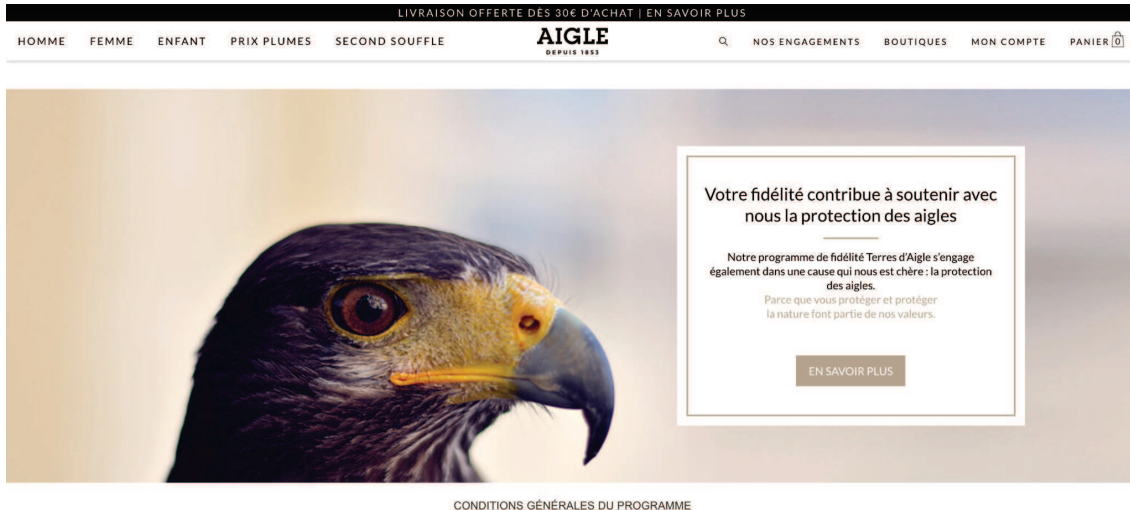 LIVRAISON OFFERTE DÈS 30€ D'ACHAT | EN SAVOIR PLUS
HOMME FEMME ENFANT PRIX PLUMES SECOND SOUFFLE AIGLE NOS ENGAGEMENTS BOUTIQUES MON COMPTE PANIER 0
DEPUIS 1853
Votre fidélité contribue à soutenir avec
nous la protection des aigles
Notre programme de fidélité Terres d'Aigle s'engage
également dans une cause qui nous est chère : la protection
des aigles.
Parce que vous protéger et protéger
la nature font partie de nos valeurs.
EN SAVOIR PLUS
CONDITIONS GÉNÉRALES DU PROGRAMME